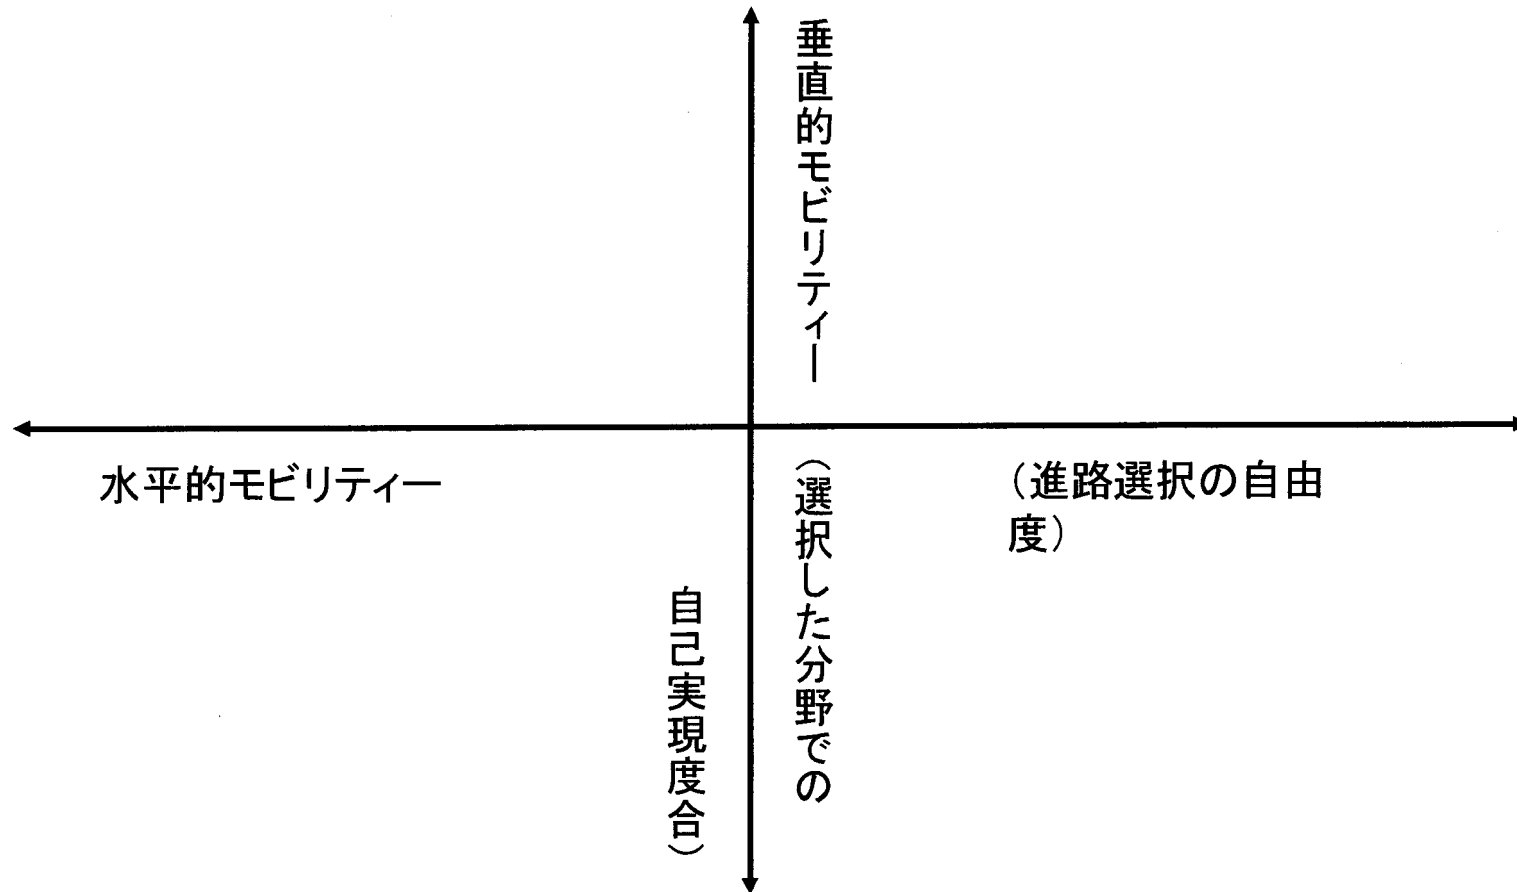 垂直的モビリティー
（選択した分野での
自己実現度合）
水平的モビリティー
（進路選択の自由
度）